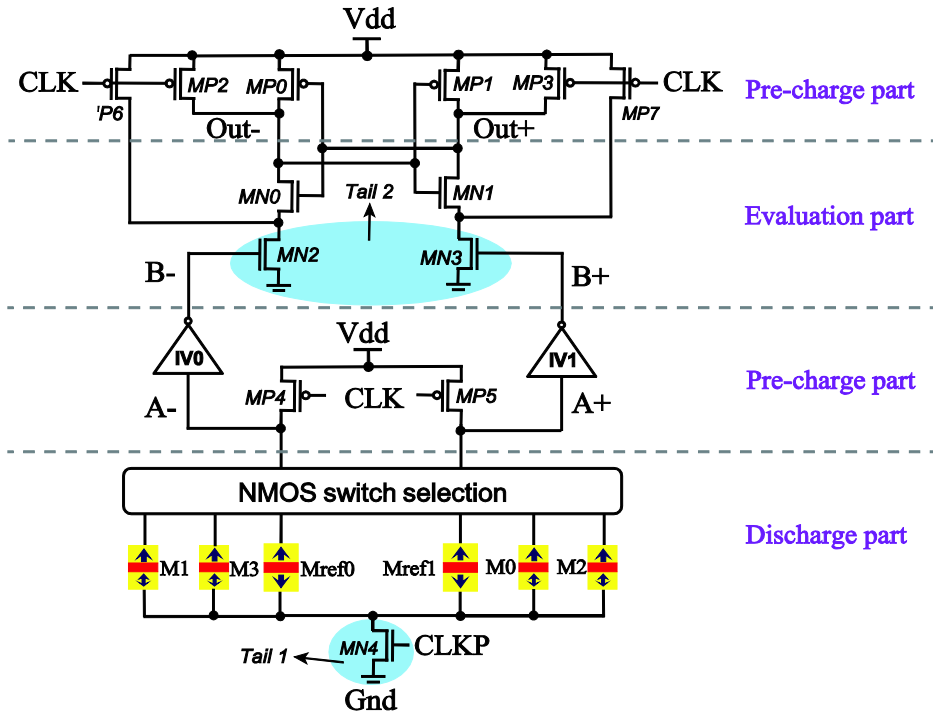 Vdd
CLK
MP2
MP0
MP1
MP3
CLK
Pre-charge part
'P6
MP7
Out-
Out+
MN0
Tail 2
MN1
Evaluation part
MN2
MN3
B-
B+
Vdd
IV0
IV1
MP4
CLK
MP5
Pre-charge part
A-
A+
NMOS switch selection
Discharge part
M1
M3
Mref0
Mref1
M0
M2
MN4
CLKP
Tail 1
Gnd